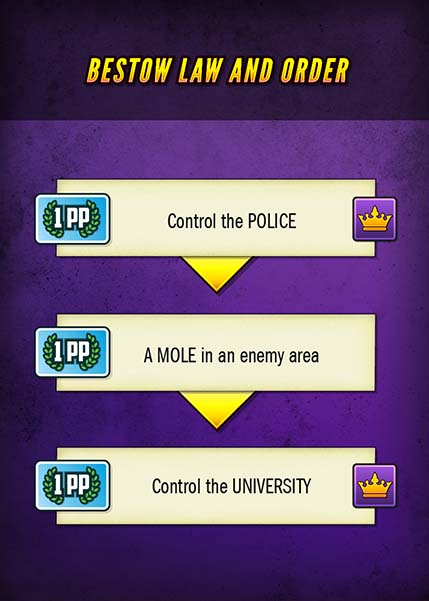 BESTOW LAW AND ORDER
1 PP
Control the POLICE
1 PP
A MOLE in an enemy area
1 PP
Control the UNIVERSITY